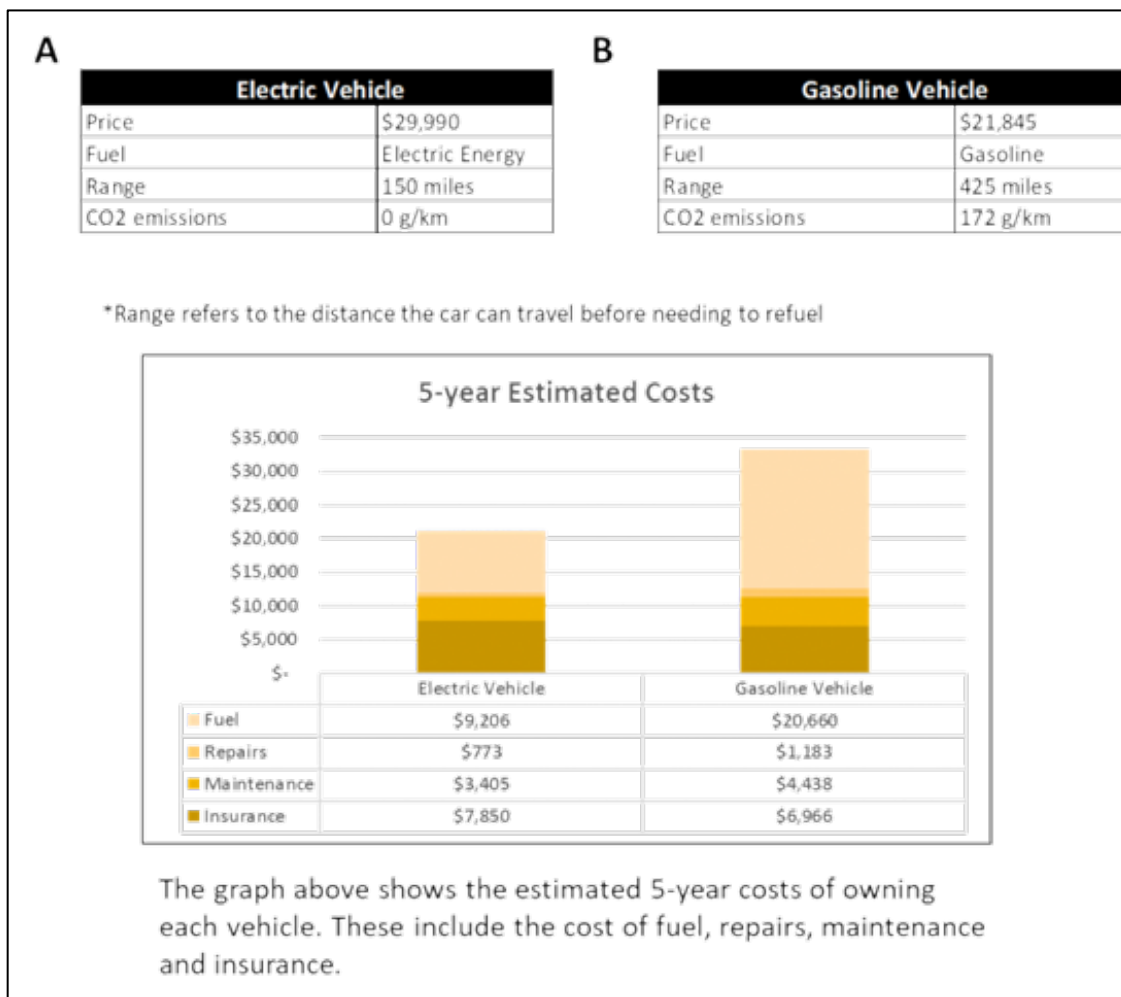 A
Electric Vehicle
Price $29,990
Fuel Electric Energy
Range 150 miles
CO2 emissions 0 g/km
B
Gasoline Vehicle
Price $21,845
Fuel Gasoline
Range 425 miles
CO2 emissions 172 g/km
*Range refers to the distance the car can travel before needing to refuel
5-year Estimated Costs
$35,000
$30,000
$25,000
$20,000
$15,000
$10,000
$5,000
$-
Electric Vehicle Gasoline Vehicle
Fuel $9,206 $20,660
Repairs $773 $1,183
Maintenance $3,405 $4,438
Insurance $7,850 $6,966
The graph above shows the estimated 5-year costs of owning
each vehicle. These include the cost of fuel, repairs, maintenance
and insurance.